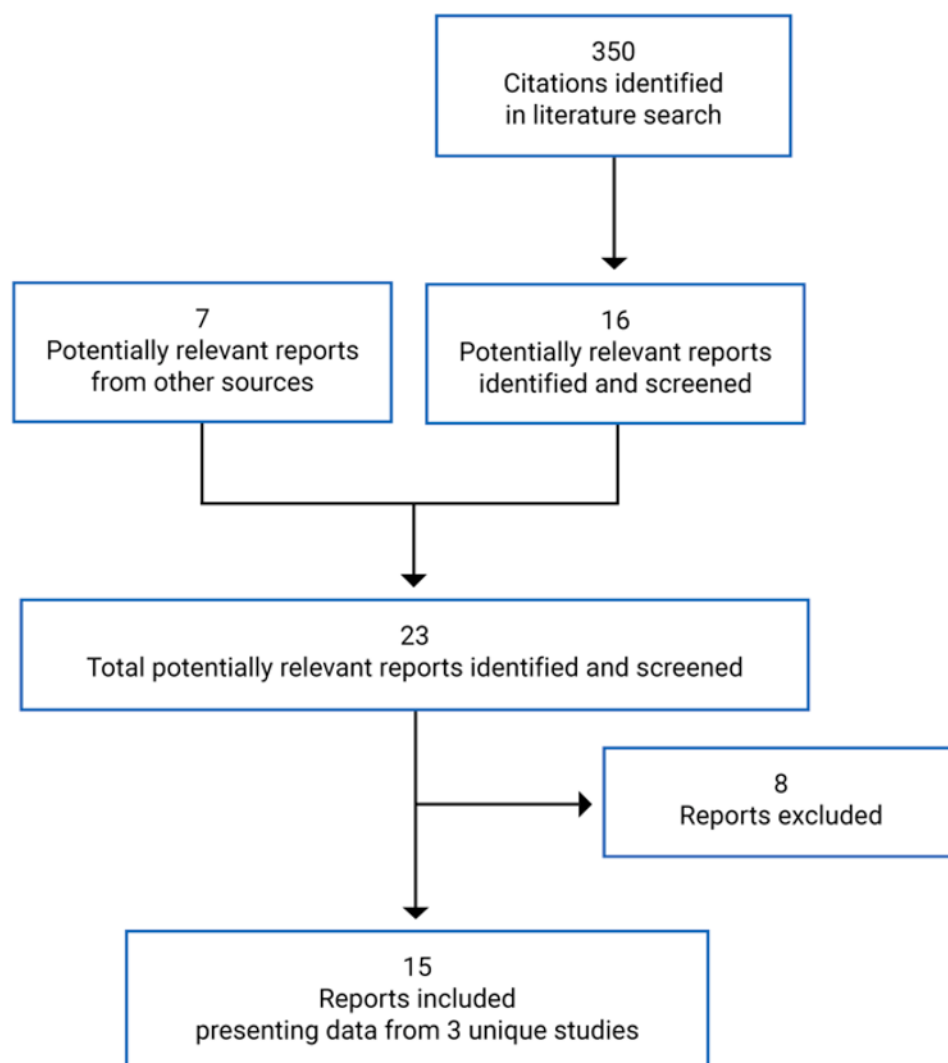 350
Citations identified
in literature search
7
Potentially relevant reports
from other sources
16
Potentially relevant reports
identified and screened
23
Total potentially relevant reports identified and screened
8
Reports excluded
15
Reports included
presenting data from 3 unique studies